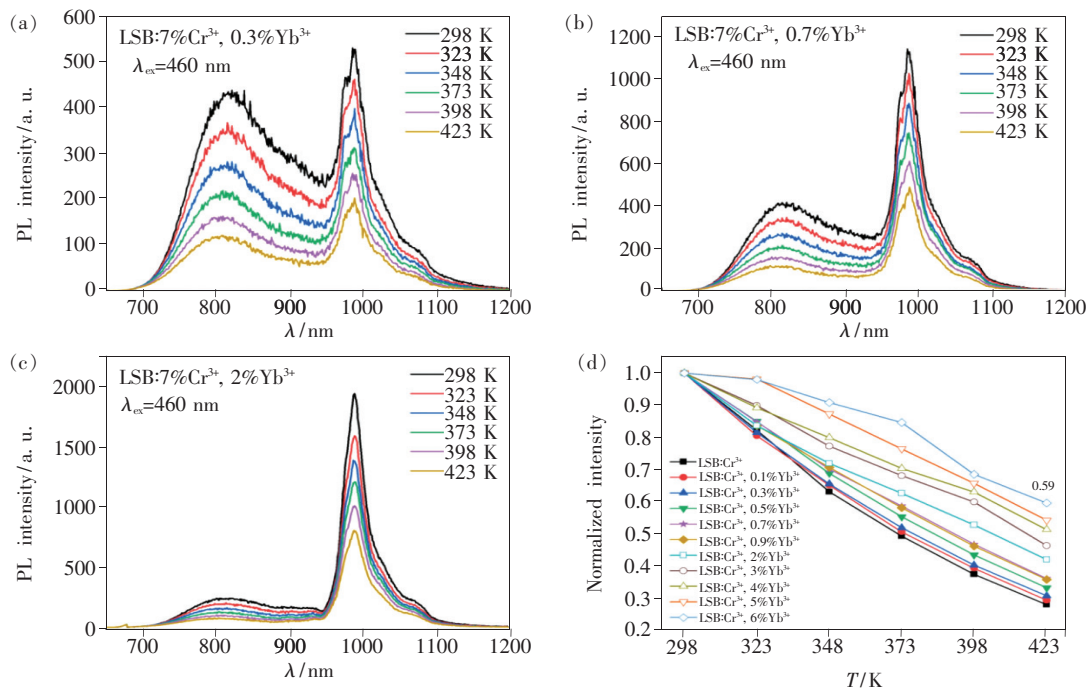 (a)
LSB:7%Cr³⁺, 0.3%Yb³⁺
λex=460 nm
298 K
323 K
348 K
373 K
398 K
423 K
600
500
400
300
200
100
0
PL intensity/a. u.
700
800
900
1000
1100
1200
λ/nm
(b)
LSB:7%Cr³⁺, 0.7%Yb³⁺
λex=460 nm
298 K
323 K
348 K
373 K
398 K
423 K
1200
1000
800
600
400
200
0
PL intensity/a. u.
700
800
900
1000
1100
1200
λ/nm
(c)
LSB:7%Cr³⁺, 2%Yb³⁺
λex=460 nm
298 K
323 K
348 K
373 K
398 K
423 K
2000
1500
1000
500
0
PL intensity/a. u.
700
800
900
1000
1100
1200
λ/nm
(d)
1.0
0.9
0.8
0.7
0.6
0.5
0.4
0.3
0.2
Normalized intensity
LSB:Cr³⁺
LSB:Cr³⁺, 0.1%Yb³⁺
LSB:Cr³⁺, 0.3%Yb³⁺
LSB:Cr³⁺, 0.5%Yb³⁺
LSB:Cr³⁺, 0.7%Yb³⁺
LSB:Cr³⁺, 0.9%Yb³⁺
LSB:Cr³⁺, 2%Yb³⁺
LSB:Cr³⁺, 3%Yb³⁺
LSB:Cr³⁺, 4%Yb³⁺
LSB:Cr³⁺, 5%Yb³⁺
LSB:Cr³⁺, 6%Yb³⁺
0.59
298
323
348
373
398
423
T/K